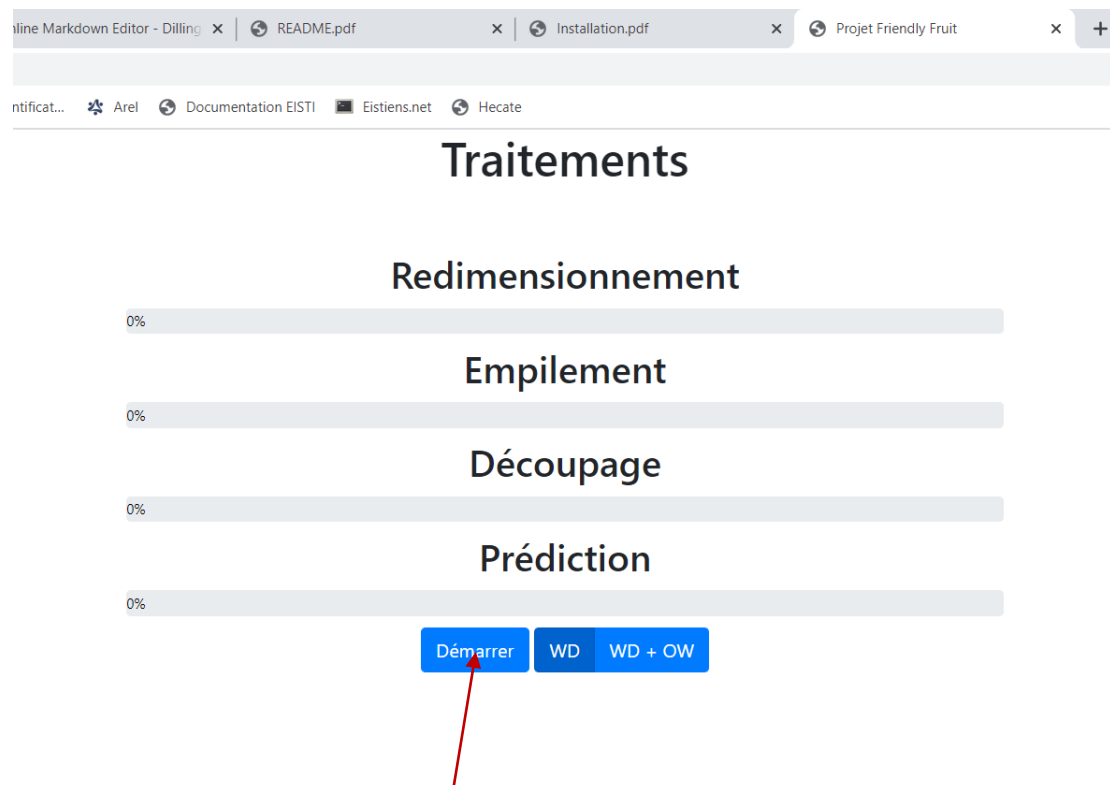 nline Markdown Editor - Dilling README.pdf Installation.pdf Projet Friendly Fruit
ntificat... Arel Documentation EISTI Eistiens.net Hecate
Traitements
Redimensionnement
0%
Empilement
0%
Découpage
0%
Prédiction
0%
Démarrer WD WD + OW